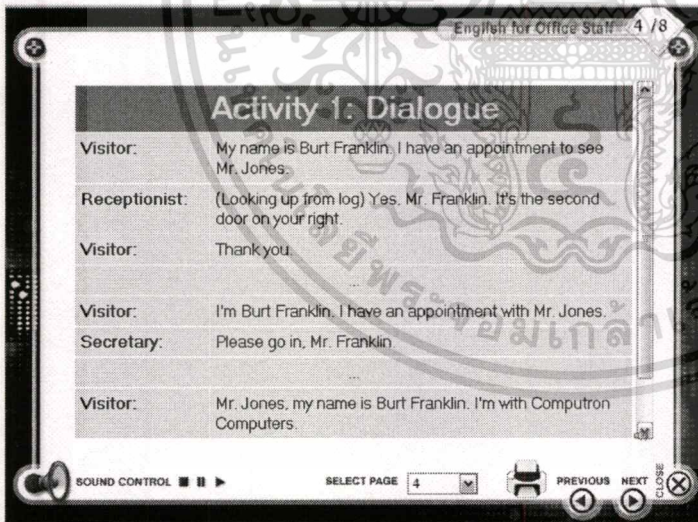 English for Office Staff 4 /8
Activity 1: Dialogue
Visitor: My name is Burt Franklin. I have an appointment to see
Mr. Jones.
Receptionist: (Looking up from log) Yes, Mr. Franklin. It's the second
door on your right.
Visitor: Thank you.
...
Visitor: I'm Burt Franklin. I have an appointment with Mr. Jones.
Secretary: Please go in, Mr. Franklin.
...
Visitor: Mr. Jones, my name is Burt Franklin. I'm with Computron
Computers.
SOUND CONTROL SELECT PAGE 4 PREVIOUS NEXT CLOSE